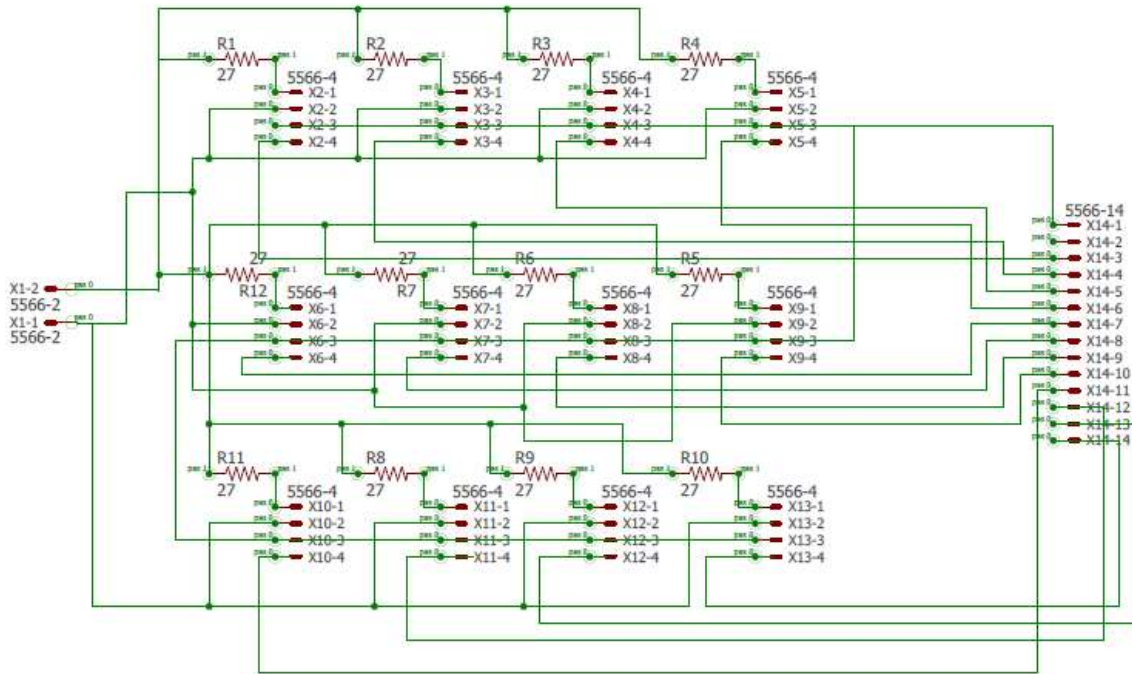 R1 R2 R3 R4
27 27 27 27
5566-4 5566-4 5566-4 5566-4
X2-1 X3-1 X4-1 X5-1
X2-2 X3-2 X4-2 X5-2
X2-3 X3-3 X4-3 X5-3
X2-4 X3-4 X4-4 X5-4
5566-14
X14-1
X14-2
X14-3
X14-4
X14-5
X14-6
X14-7
X14-8
X14-9
X14-10
X14-11
X14-12
X14-13
X14-14
27 27 R6 R5
R12 R7 27 27
X1-2
5566-2
X1-1
5566-2
5566-4 5566-4 5566-4 5566-4
X6-1 X7-1 X8-1 X9-1
X6-2 X7-2 X8-2 X9-2
X6-3 X7-3 X8-3 X9-3
X6-4 X7-4 X8-4 X9-4
R11 R8 R9 R10
27 27 27 27
5566-4 5566-4 5566-4 5566-4
X10-1 X11-1 X12-1 X13-1
X10-2 X11-2 X12-2 X13-2
X10-3 X11-3 X12-3 X13-3
X10-4 X11-4 X12-4 X13-4